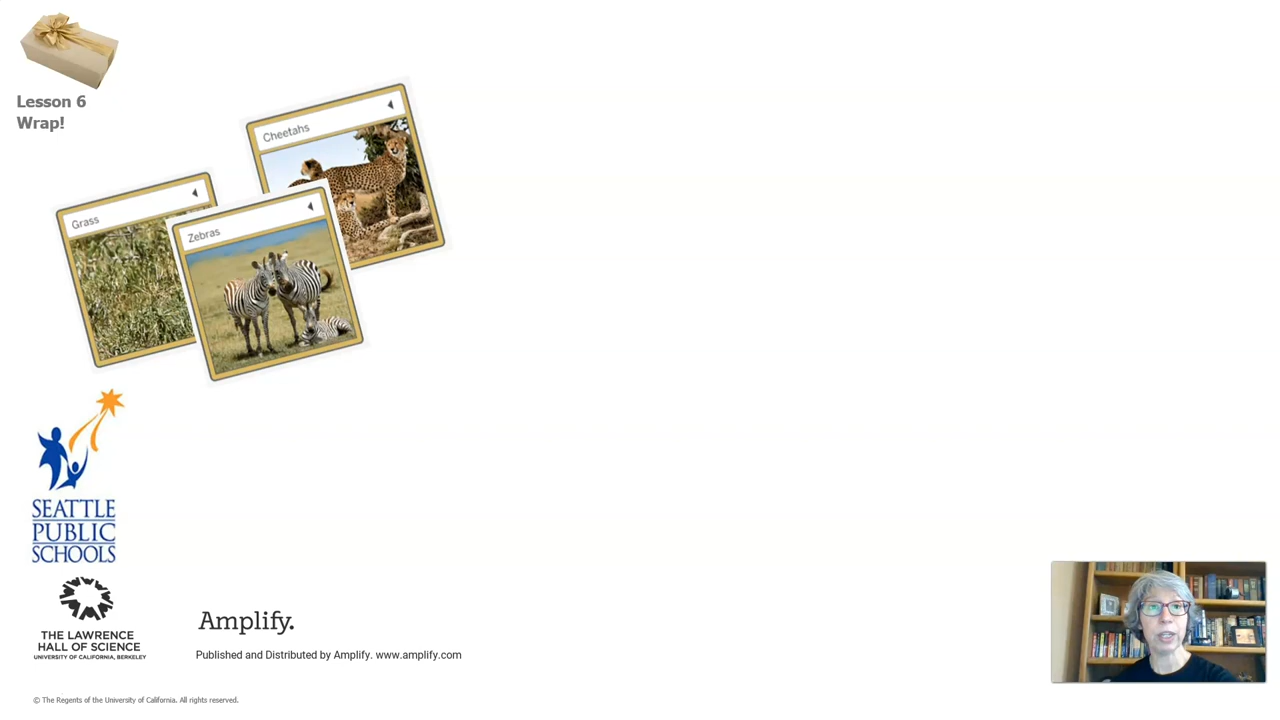 Lesson 6
Wrap!
Cheetahs
Grass
Zebras
SEATTLE
PUBLIC
SCHOOLS
THE LAWRENCE
HALL OF SCIENCE
UNIVERSITY OF CALIFORNIA, BERKELEY
Amplify.
Published and Distributed by Amplify. www.amplify.com
© The Regents of the University of California. All rights reserved.